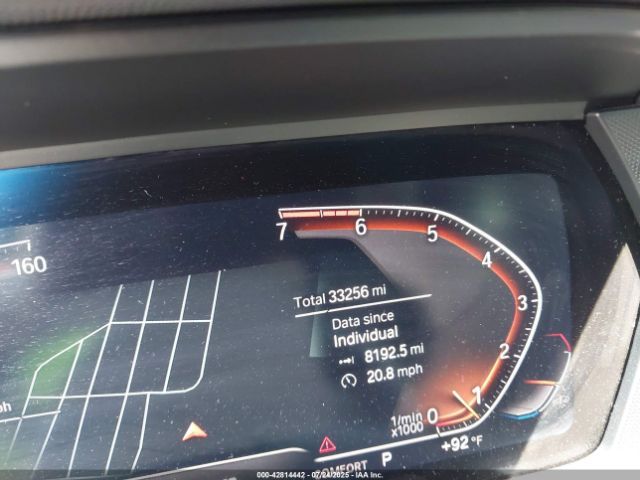 160
7 6 5 4 3 2 1 0
Total 33256 mi
Data since
Individual
8192.5 mi
20.8 mph
1/min
x1000
ph
P
+92°F
000-42814442 - 07/24/2025 - © IAA, Inc.